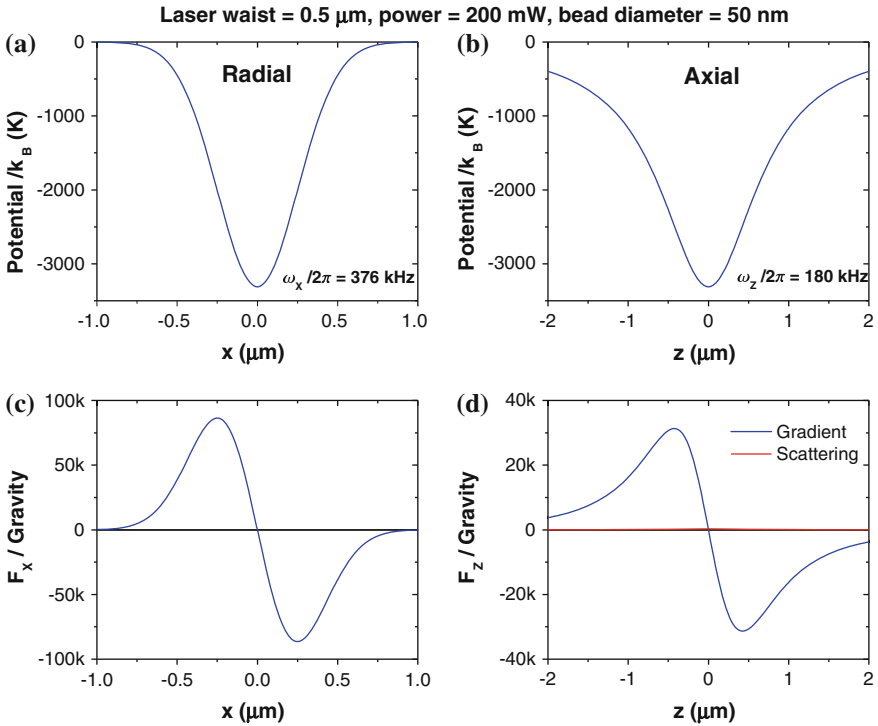 Laser waist = 0.5 μm, power = 200 mW, bead diameter = 50 nm
(a)
Radial
Potential /k_B (K)
0
-1000
-2000
-3000
ω_x /2π = 376 kHz
-1.0 -0.5 0.0 0.5 1.0
x (μm)
(b)
Axial
Potential /k_B (K)
0
-1000
-2000
-3000
ω_z /2π = 180 kHz
-2 -1 0 1 2
z (μm)
(c)
F_X / Gravity
100k
50k
0
-50k
-100k
-1.0 -0.5 0.0 0.5 1.0
x (μm)
(d)
Gradient
Scattering
F_Z / Gravity
40k
20k
0
-20k
-40k
-2 -1 0 1 2
z (μm)